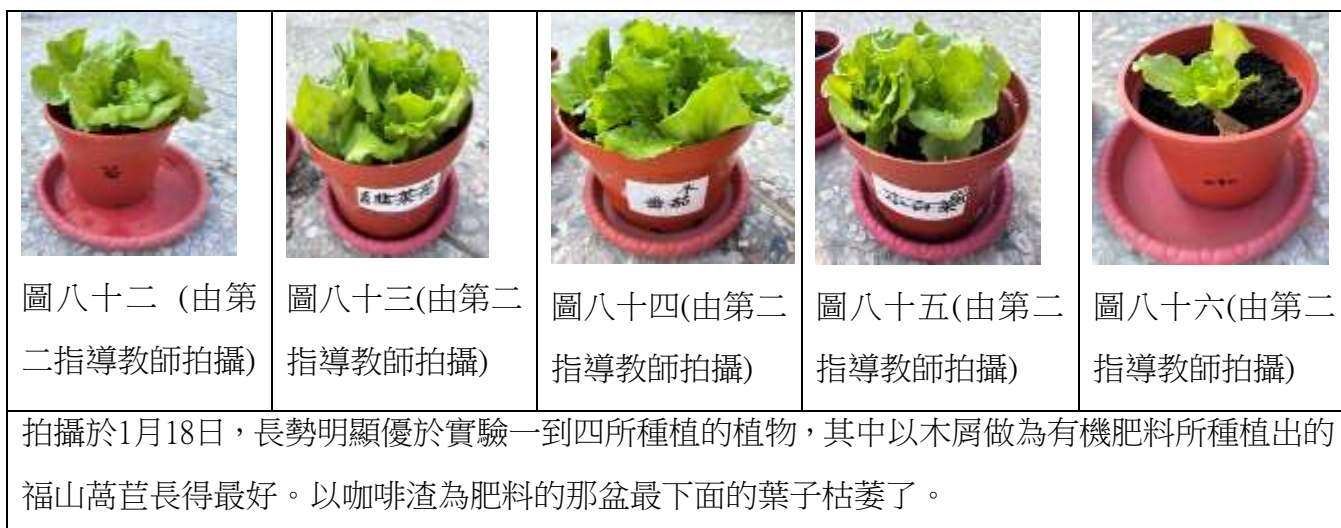 圖八十二 (由第
二指導教師拍攝)
圖八十三(由第二
指導教師拍攝)
圖八十四(由第二
指導教師拍攝)
圖八十五(由第二
指導教師拍攝)
圖八十六(由第二
指導教師拍攝)
拍攝於1月18日，長勢明顯優於實驗一到四所種植的植物，其中以木屑做為有機肥料所種植出的
福山萵苣長得最好。以咖啡渣為肥料的那盆最下面的葉子枯萎了。